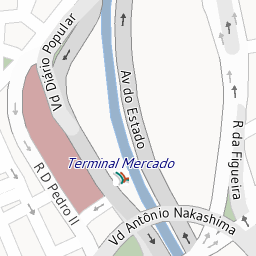 Vd Diário Popular
Av do Estado
R da Figueira
Terminal Mercado
R D Pedro II
Vd Antônio Nakashima